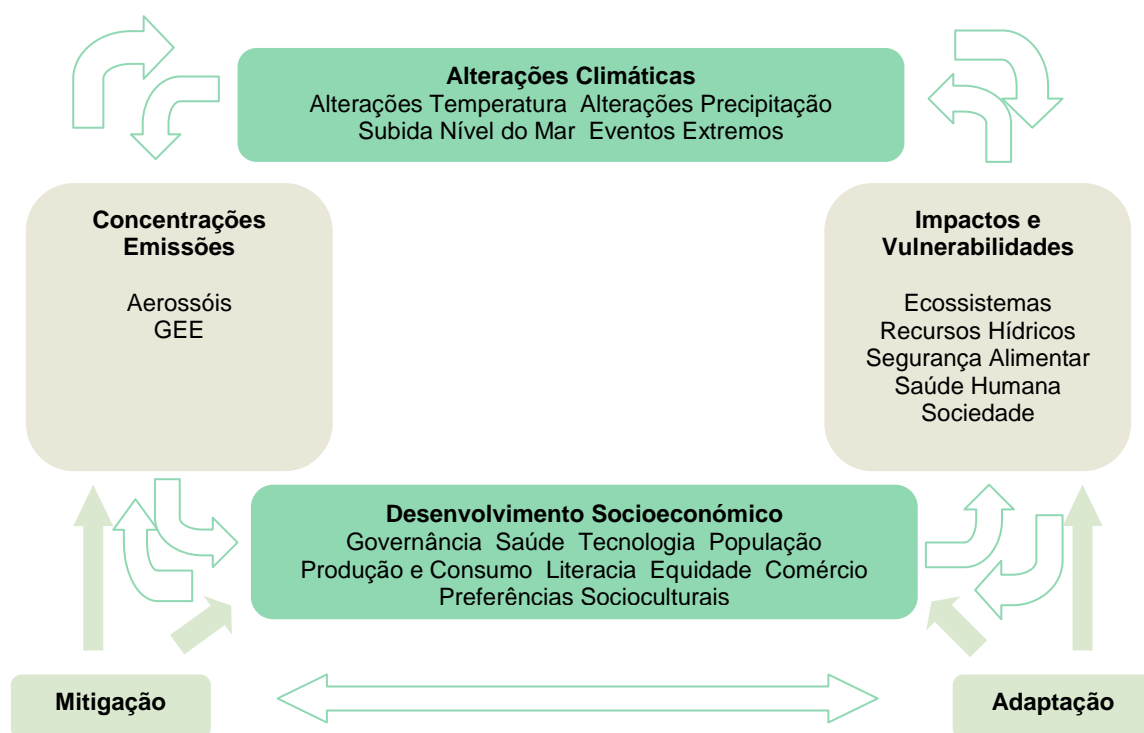 Alterações Climáticas
Alterações Temperatura Alterações Precipitação
Subida Nível do Mar Eventos Extremos
Concentrações
Emissões
Aerossóis
GEE
Impactos e
Vulnerabilidades
Ecossistemas
Recursos Hídricos
Segurança Alimentar
Saúde Humana
Sociedade
Desenvolvimento Socioeconómico
Governância Saúde Tecnologia População
Produção e Consumo Literacia Equidade Comércio
Preferências Socioculturais
Mitigação
Adaptação